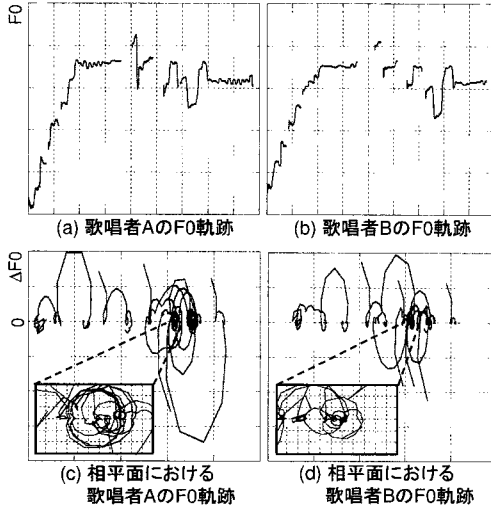 F0
(a) 歌唱者AのF0軌跡
(b) 歌唱者BのF0軌跡
ΔF0
0
(c) 相平面における
歌唱者AのF0軌跡
(d) 相平面における
歌唱者BのF0軌跡